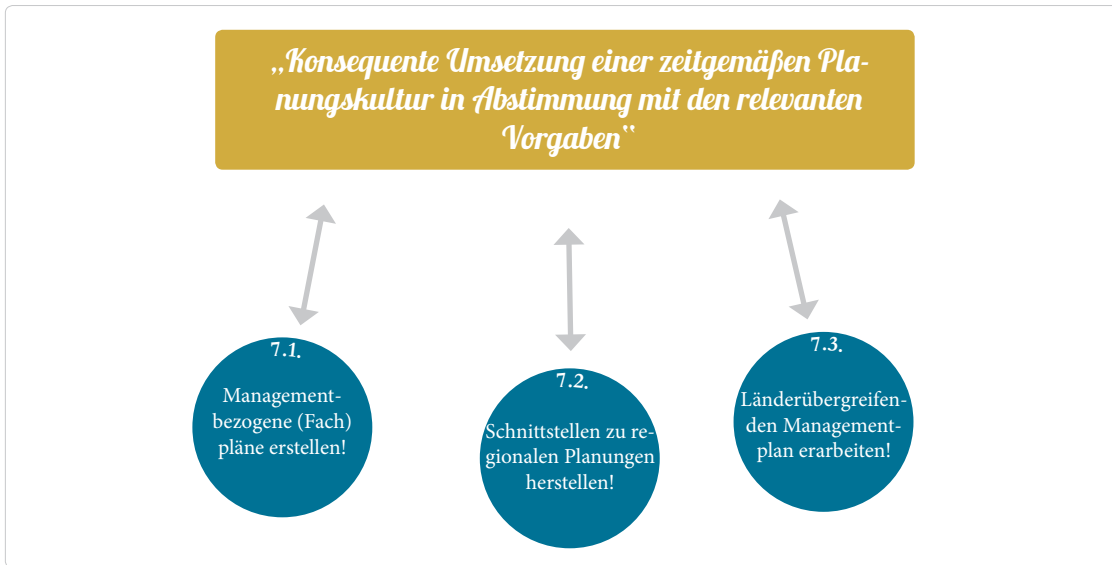 „Konsequente Umsetzung einer zeitgemäßen Pla-
nungskultur in Abstimmung mit den relevanten
Vorgaben“
7.1.
Management-
bezogene (Fach)
pläne erstellen!
7.2.
Schnittstellen zu re-
gionalen Planungen
herstellen!
7.3.
Länderübergreifen-
den Management-
plan erarbeiten!